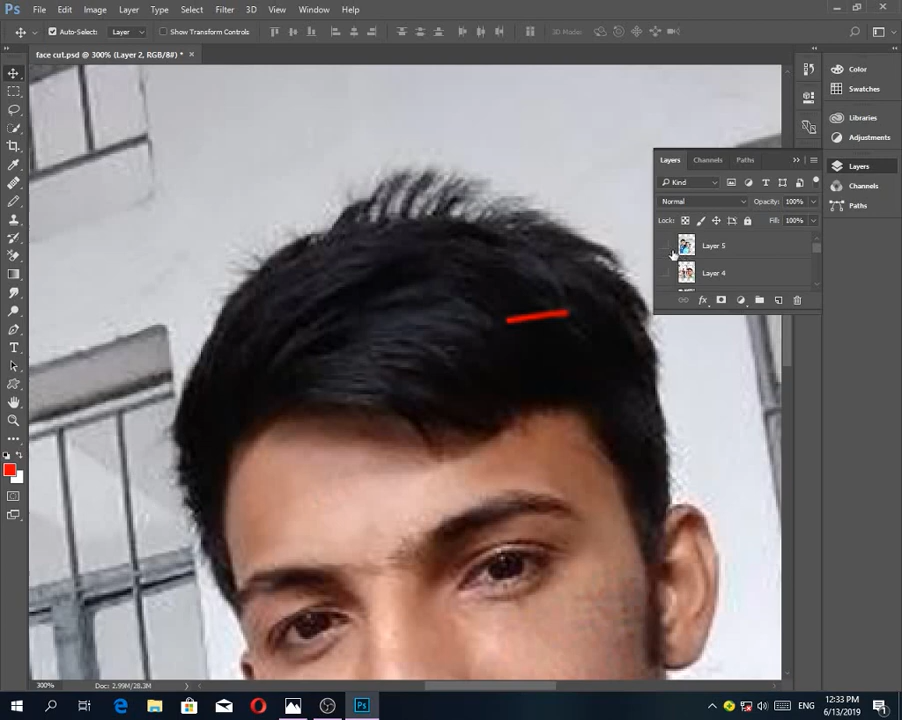 Ps File Edit Image Layer Type Select Filter 3D View Window Help
Auto-Select: Layer Show Transform Controls 3D Mode:
face cut.psd @ 300% (Layer 2, RGB/8#) * ×
Color
Swatches
Libraries
Adjustments
Layers
Channels
Paths
Layers Channels Paths
Kind
Normal Opacity: 100%
Lock: Fill: 100%
Layer 5
Layer 4
fx
300% Doc: 2.99M/28.3M
ENG
12:33 PM
6/13/2019